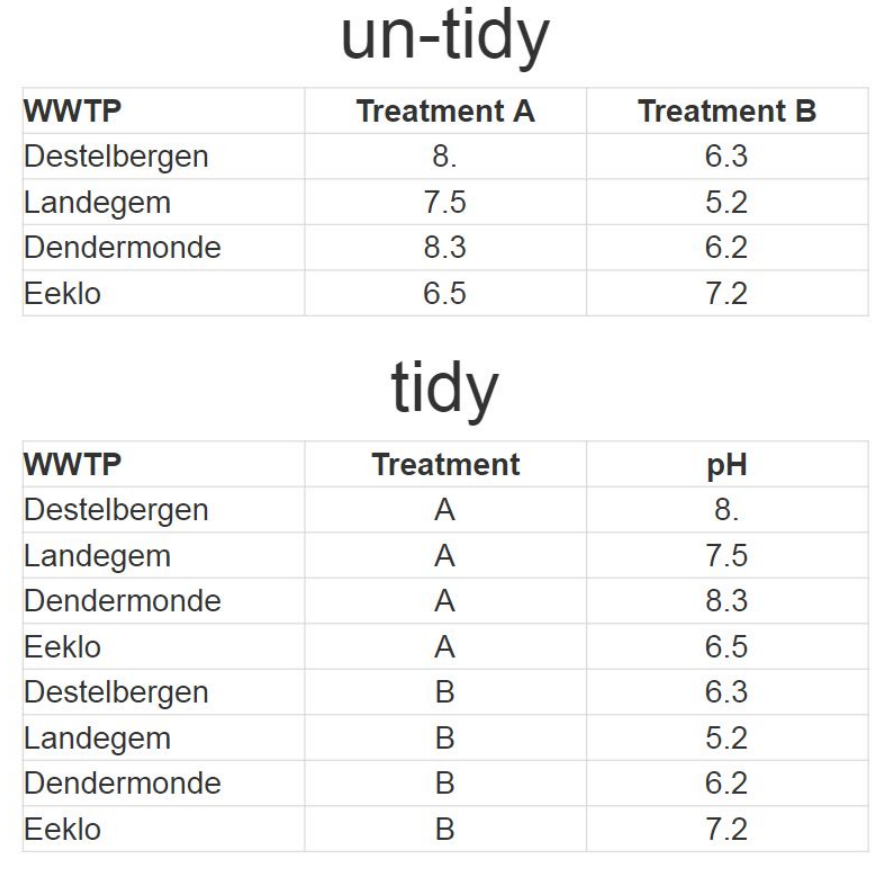 un-tidy
WWTP Treatment A Treatment B
Destelbergen 8. 6.3
Landegem 7.5 5.2
Dendermonde 8.3 6.2
Eeklo 6.5 7.2
tidy
WWTP Treatment pH
Destelbergen A 8.
Landegem A 7.5
Dendermonde A 8.3
Eeklo A 6.5
Destelbergen B 6.3
Landegem B 5.2
Dendermonde B 6.2
Eeklo B 7.2